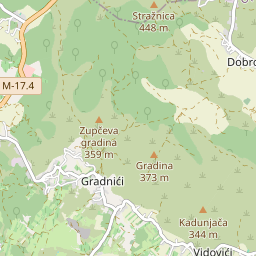 Stražnica
448 m
Dobro
M-17.4
Zupčeva
gradina
359 m
Gradina
373 m
Gradnići
Kadunjača
344 m
Vidovići